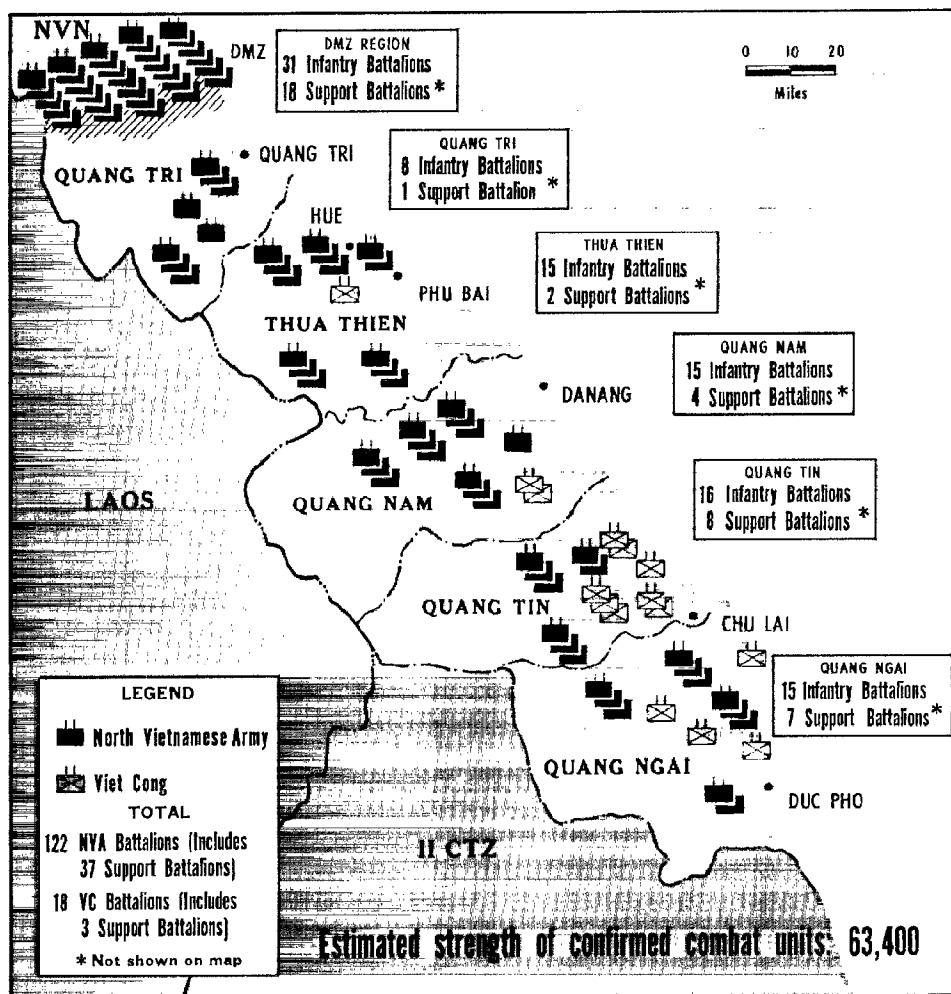 NVN
DMZ
DMZ REGION
31 Infantry Battalions
18 Support Battalions *
0 10 20
Miles
QUANG TRI
QUANG TRI
QUANG TRI
8 Infantry Battalions
1 Support Battalion *
HUE
PHU BAI
THUA THIEN
THUA THIEN
15 Infantry Battalions
2 Support Battalions *
QUANG NAM
15 Infantry Battalions
4 Support Battalions *
DANANG
LAOS
QUANG NAM
QUANG TIN
16 Infantry Battalions
8 Support Battalions *
QUANG TIN
CHU LAI
QUANG NGAI
15 Infantry Battalions
7 Support Battalions *
QUANG NGAI
DUC PHO
II CTZ
LEGEND
North Vietnamese Army
Viet Cong
TOTAL
122 NVA Battalions (Includes
37 Support Battalions)
18 VC Battalions (Includes
3 Support Battalions)
* Not shown on map
Estimated strength of confirmed combat units: 63,400